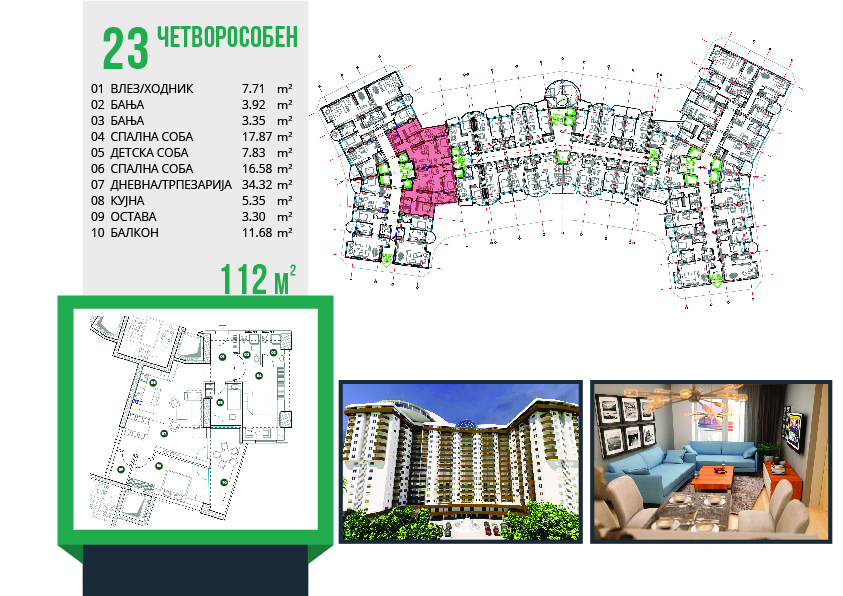 23 ЧЕТВОРОСОБЕН
01 ВЛЕЗ/ХОДНИК 7.71 m²
02 БАЊА 3.92 m²
03 БАЊА 3.35 m²
04 СПАЛНА СОБА 17.87 m²
05 ДЕТСКА СОБА 7.83 m²
06 СПАЛНА СОБА 16.58 m²
07 ДНЕВНА/ТРПЕЗАРИЈА 34.32 m²
08 КУЈНА 5.35 m²
09 ОСТАВА 3.30 m²
10 БАЛКОН 11.68 m²
112 м²